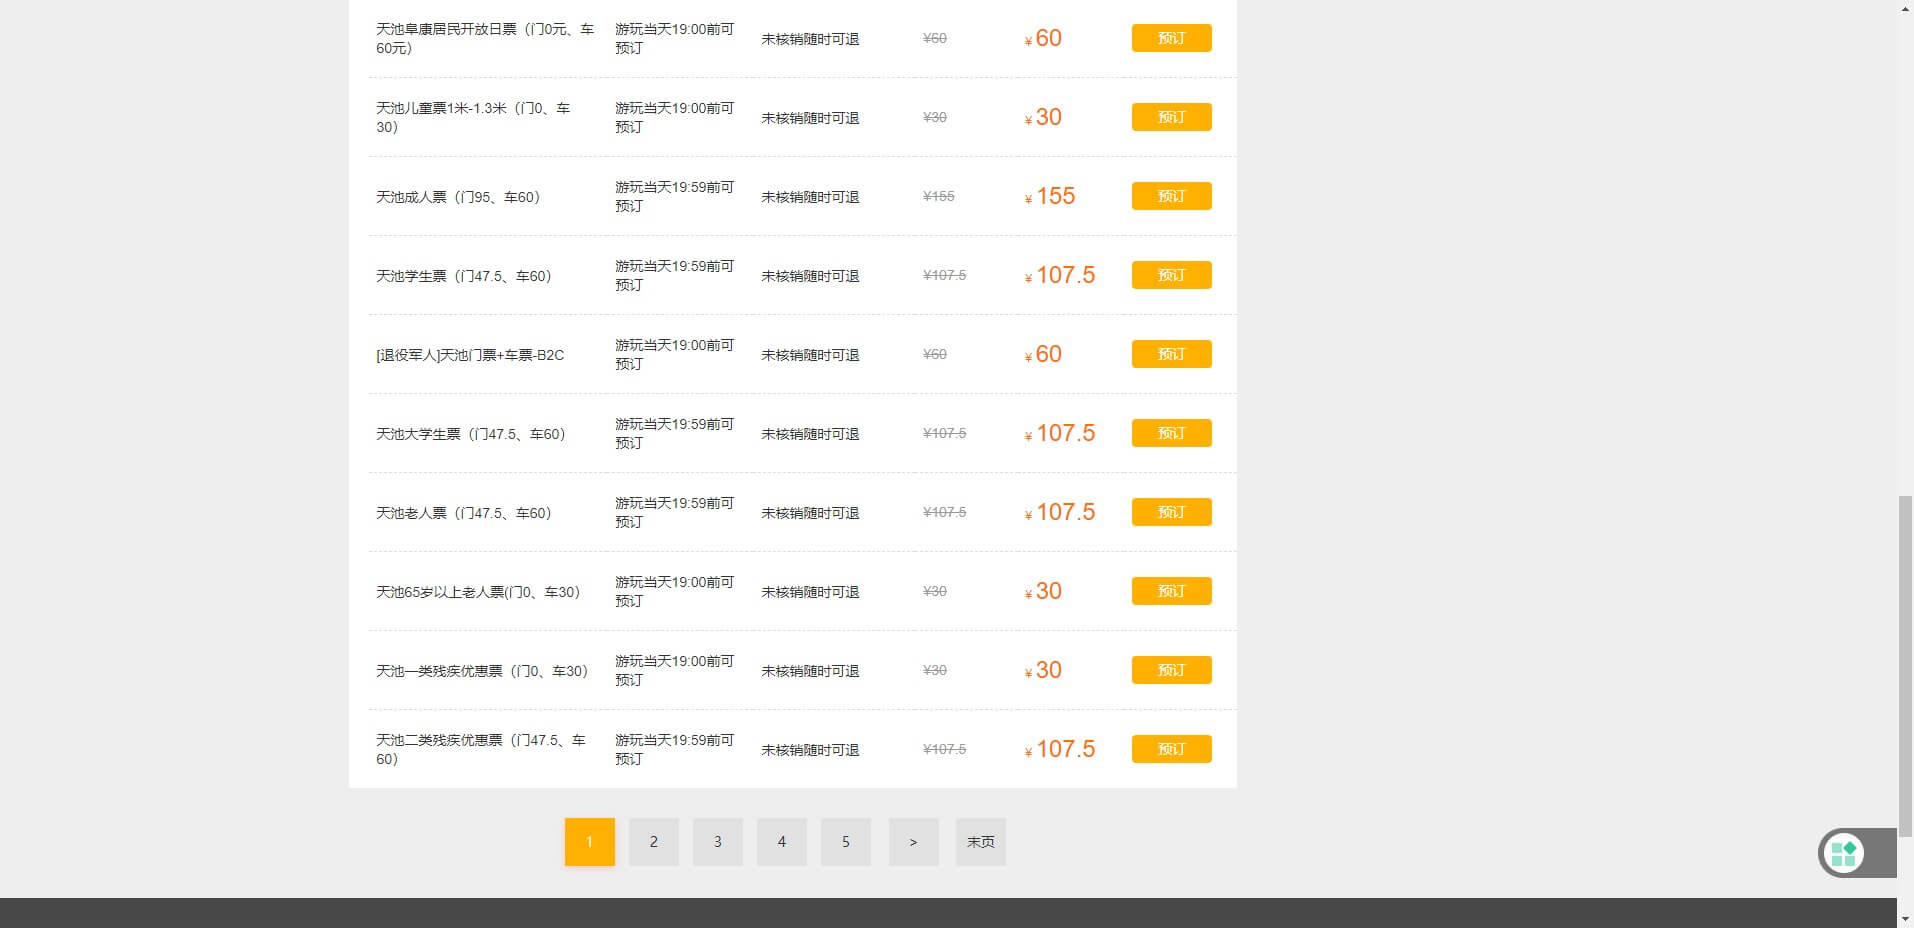 天池阜康居民开放日票（门0元、车
60元）
游玩当天19:00前可
预订
未核销随时可退
¥60
¥ 60
预订
天池儿童票1米-1.3米（门0、车
30）
游玩当天19:00前可
预订
未核销随时可退
¥30
¥ 30
预订
天池成人票（门95、车60）
游玩当天19:59前可
预订
未核销随时可退
¥155
¥ 155
预订
天池学生票（门47.5、车60）
游玩当天19:59前可
预订
未核销随时可退
¥107.5
¥ 107.5
预订
[退役军人]天池门票+车票-B2C
游玩当天19:00前可
预订
未核销随时可退
¥60
¥ 60
预订
天池大学生票（门47.5、车60）
游玩当天19:59前可
预订
未核销随时可退
¥107.5
¥ 107.5
预订
天池老人票（门47.5、车60）
游玩当天19:59前可
预订
未核销随时可退
¥107.5
¥ 107.5
预订
天池65岁以上老人票(门0、车30）
游玩当天19:00前可
预订
未核销随时可退
¥30
¥ 30
预订
天池一类残疾优惠票（门0、车30）
游玩当天19:00前可
预订
未核销随时可退
¥30
¥ 30
预订
天池二类残疾优惠票（门47.5、车
60）
游玩当天19:59前可
预订
未核销随时可退
¥107.5
¥ 107.5
预订
1 2 3 4 5 > 末页